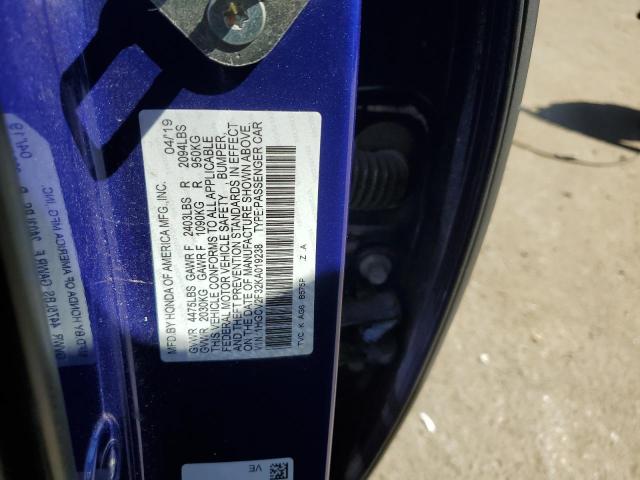 MFD.BY HONDA OF AMERICA MFG.,INC. 04/19
GVWR 4475LBS GAWR F 2403LBS R 2094LBS
GVWR 2030KG GAWR F 1090KG R 950KG
THIS VEHICLE CONFORMS TO ALL APPLICABLE
FEDERAL MOTOR VEHICLE SAFETY, BUMPER,
AND THEFT PREVENTION STANDARDS IN EFFECT
ON THE DATE OF MANUFACTURE SHOWN ABOVE.
V.I.N.:1HGCV2F32KA019238 TYPE:PASSENGER CAR
TVC K AG6 B575P Z A
VE